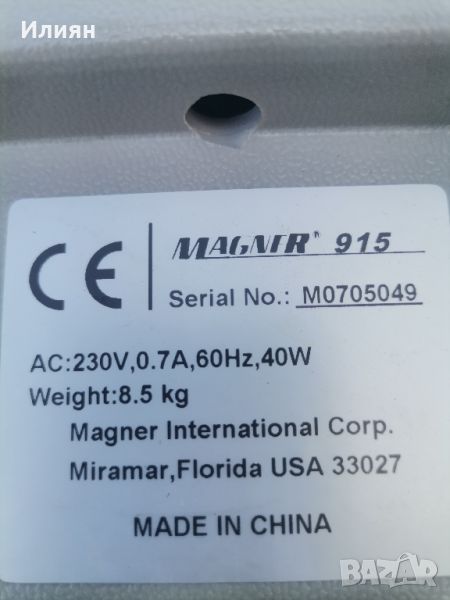 Илиян
CE
MAGNER® 915
Serial No.: M0705049
AC:230V,0.7A,60Hz,40W
Weight:8.5 kg
Magner International Corp.
Miramar,Florida USA 33027
MADE IN CHINA
BAZAR